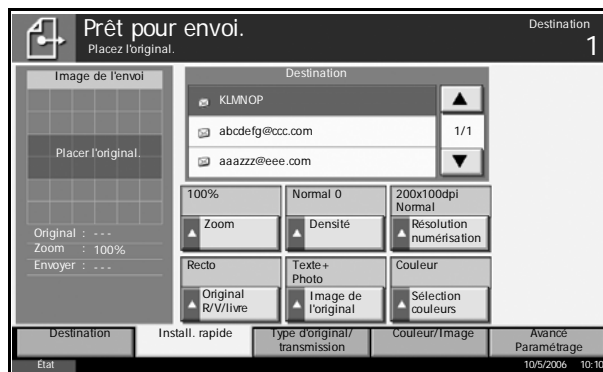 Prêt pour envoi.
Placez l'original.
Destination
1
Image de l'envoi
Placer l'original.
Original : ---
Zoom : 100%
Envoyer : ---
Destination
KLMNOP
abcdefg@ccc.com
aaazzz@eee.com
1/1
100%
Zoom
Normal 0
Densité
200x100dpi
Normal
Résolution
numérisation
Recto
Original
R/V/livre
Texte+
Photo
Image de
l'original
Couleur
Sélection
couleurs
Destination
Install. rapide
Type d'original/
transmission
Couleur/Image
Avancé
Paramétrage
État
10/5/2006 10:10